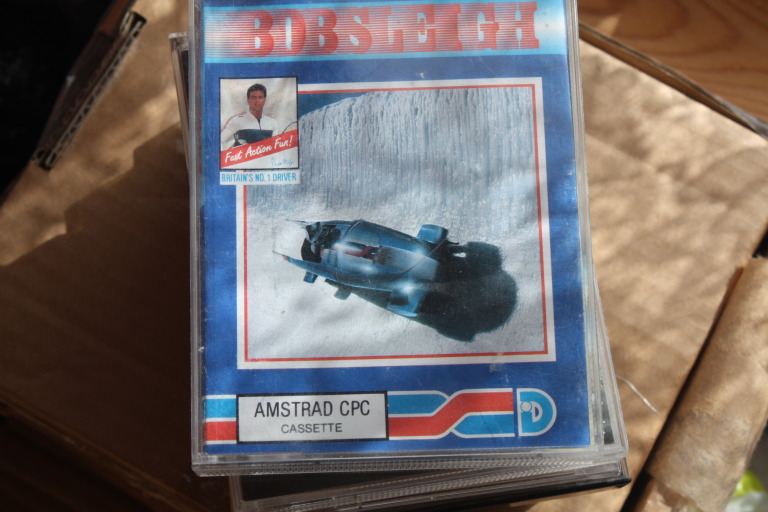 BOBSLEIGH
Fast Action Fun!
BRITAIN'S NO. 1 DRIVER
AMSTRAD CPC
CASSETTE